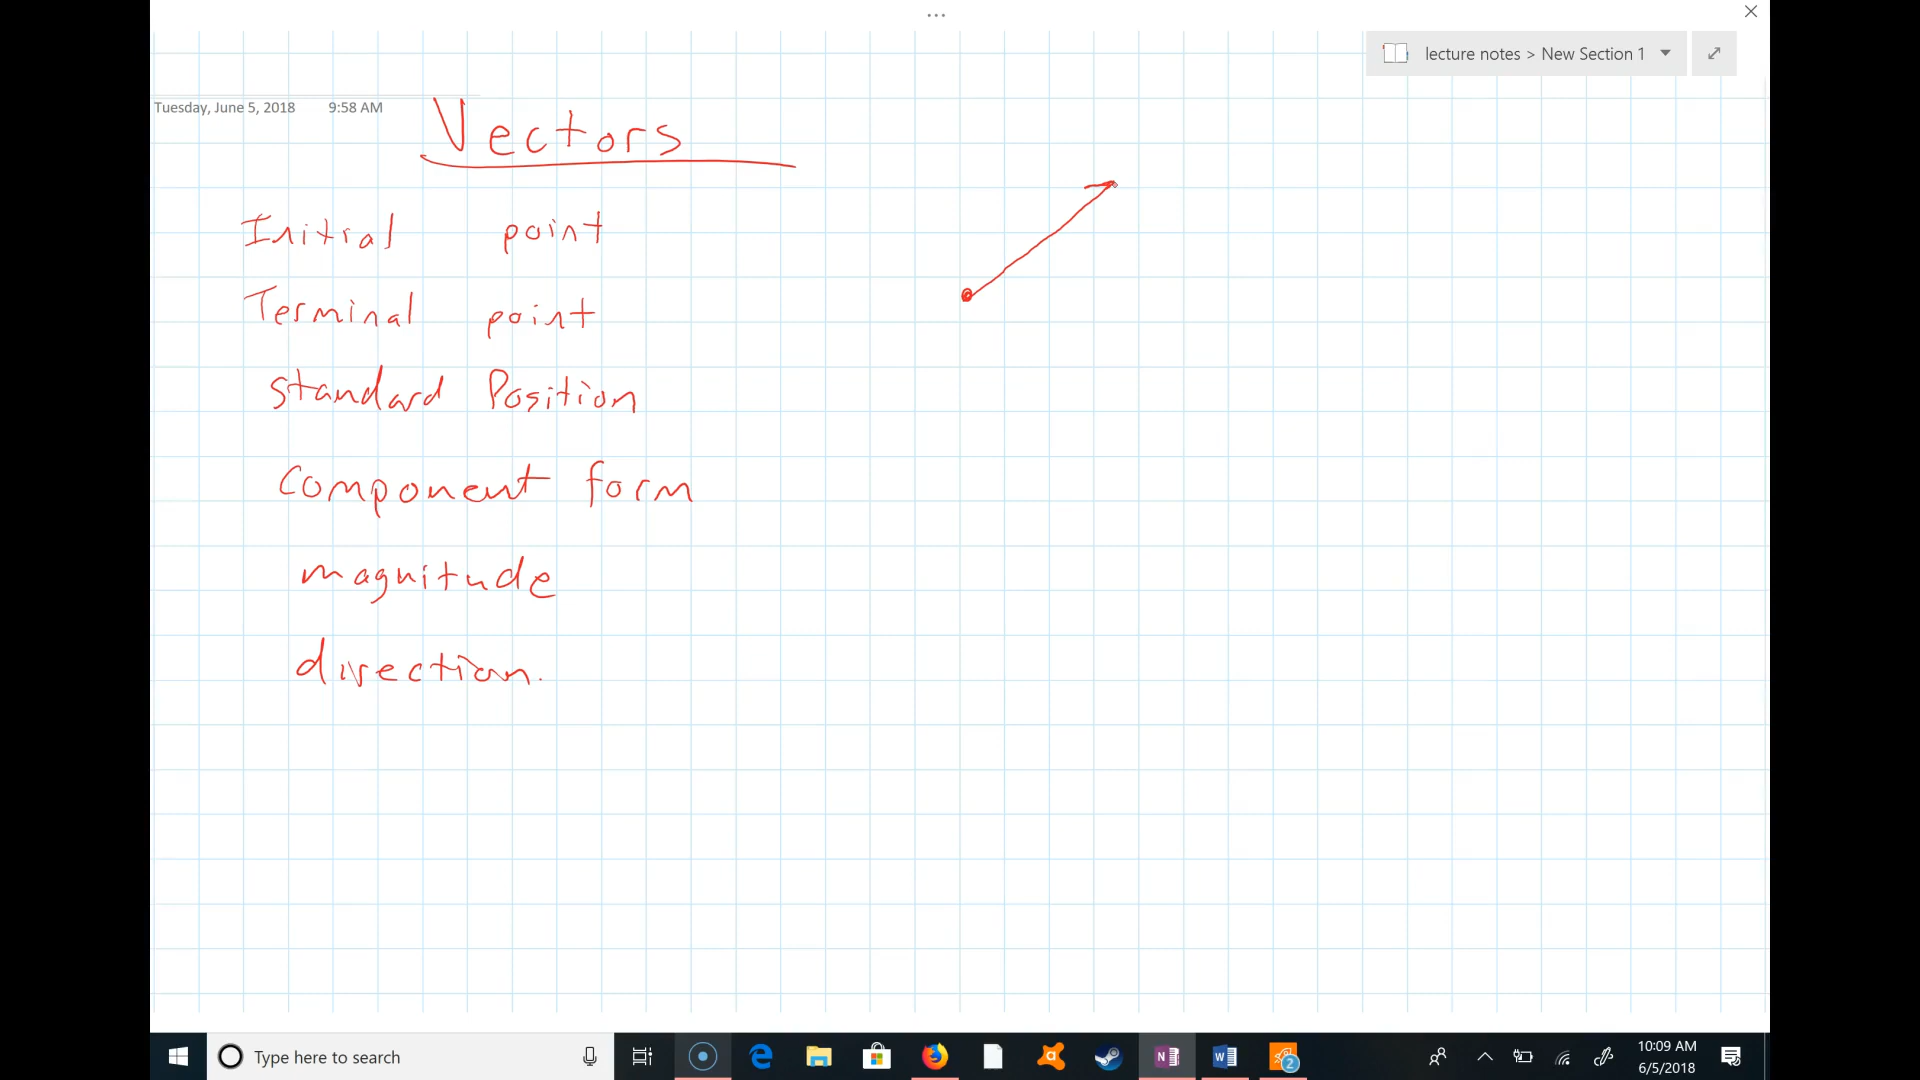 ...
lecture notes > New Section 1
Tuesday, June 5, 2018 9:58 AM
Vectors
Initial point
Terminal point
Standard Position
Component form
magnitude
direction.
Type here to search
2
10:09 AM
6/5/2018